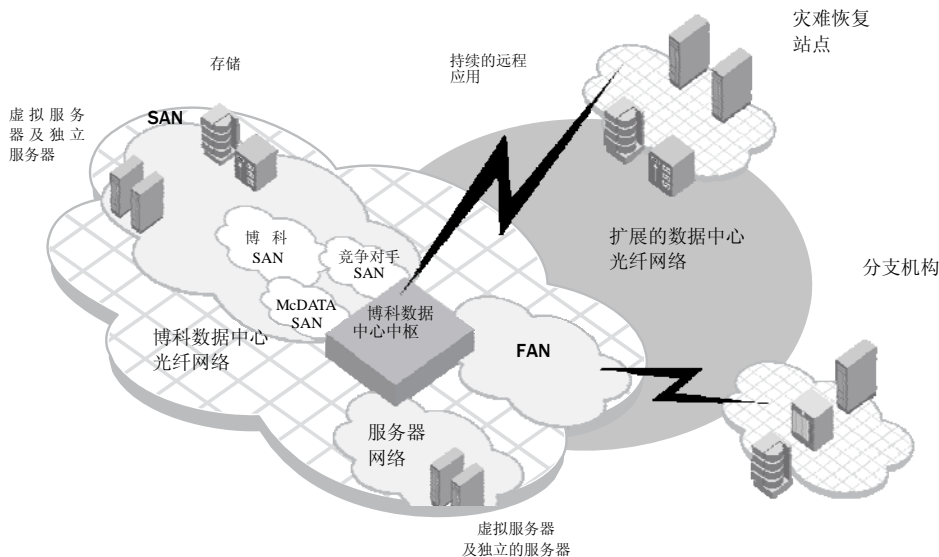 灾难恢复
站点
存储
持续的远程
应用
虚 拟 服 务
器 及 独 立
服务器
SAN
博 科
SAN
竞争对手
SAN
McDATA
SAN
博科数据
中心中枢
扩展的数据中心
光纤网络
分支机构
博科数据中心
光纤网络
FAN
服务器
网络
虚拟服务器
及独立的服务器